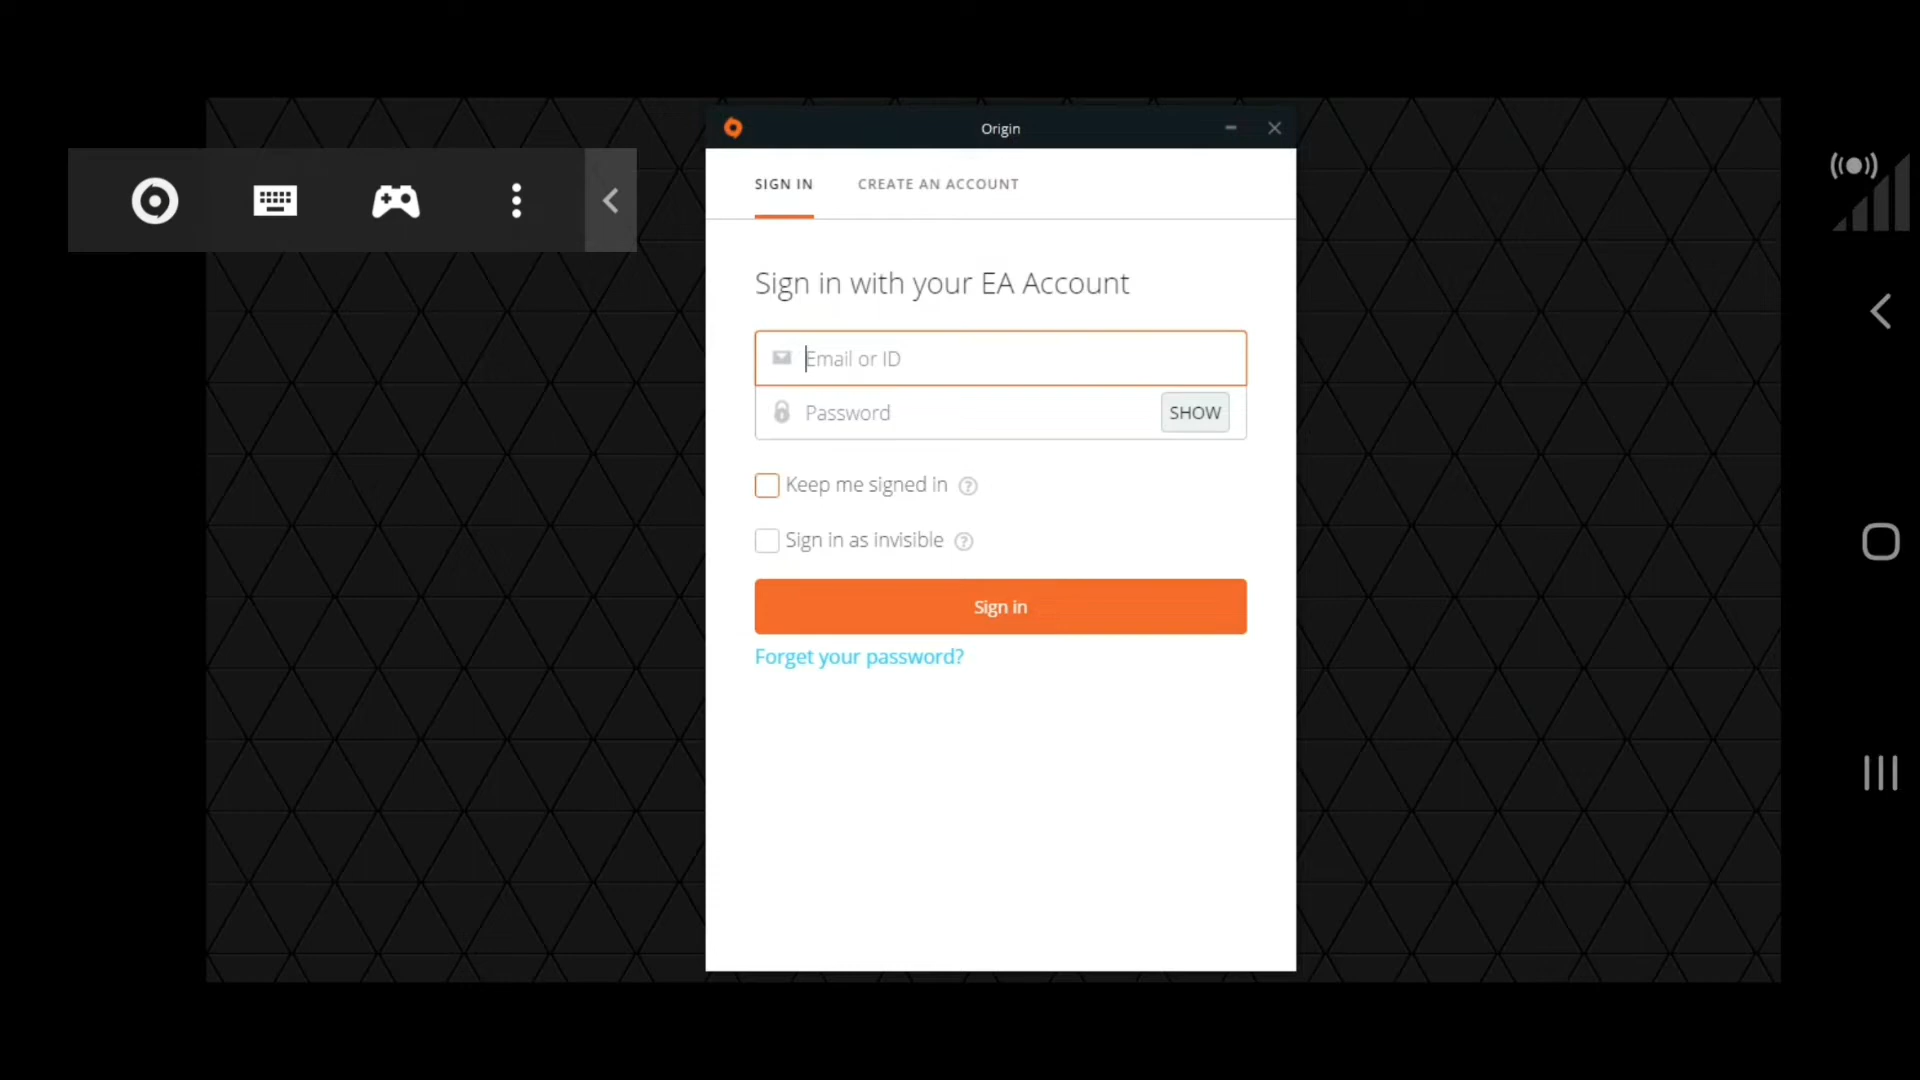 Origin
SIGN IN
CREATE AN ACCOUNT
Sign in with your EA Account
Email or ID
Password
SHOW
Keep me signed in
Sign in as invisible
Sign in
Forget your password?